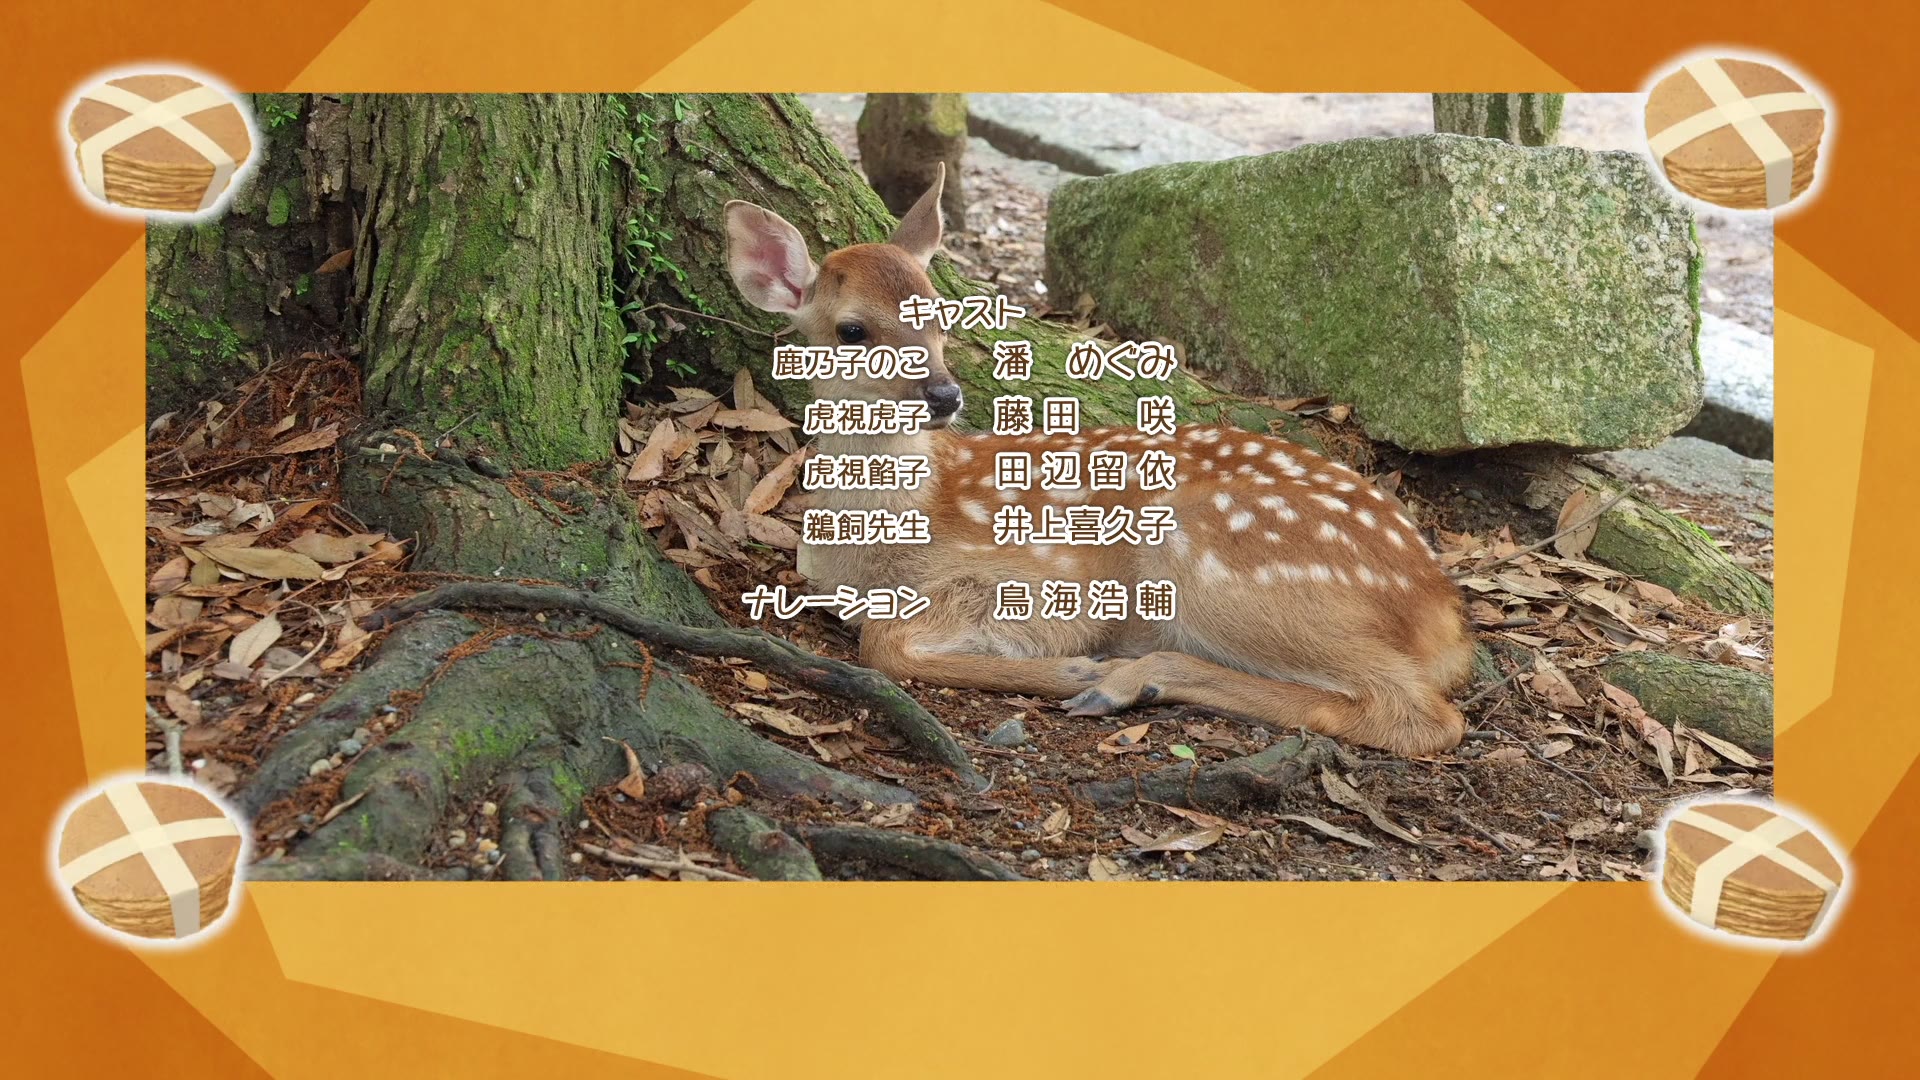 キャスト
鹿乃子のこ 潘 めぐみ
虎視虎子 藤田 咲
虎視餡子 田辺留依
鵜飼先生 井上喜久子
ナレーション 鳥海浩輔